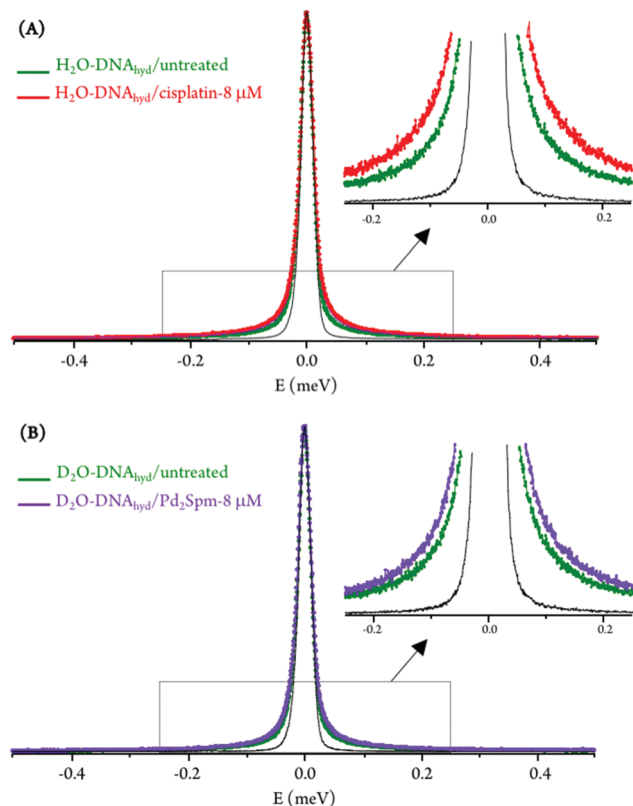 (A)
H₂O-DNAhyd/untreated
H₂O-DNAhyd/cisplatin-8 μM
-0.2 0.0 0.2
-0.4 -0.2 0.0 0.2 0.4
E (meV)
(B)
D₂O-DNAhyd/untreated
D₂O-DNAhyd/Pd₂Spm-8 μM
-0.2 0.0 0.2
-0.4 -0.2 0.0 0.2 0.4
E (meV)